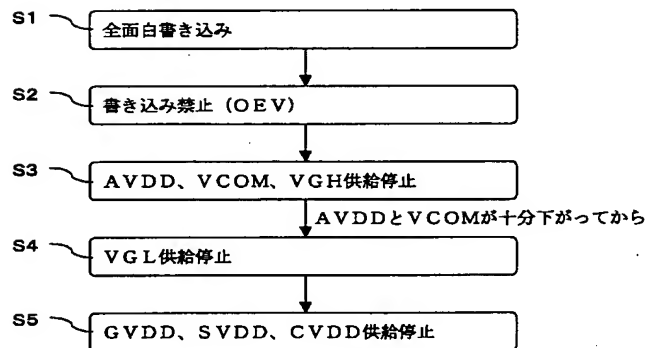 S1
全面白書き込み
S2
書き込み禁止（OEV）
S3
AVDD、VCOM、VGH供給停止
AVDDとVCOMが十分下がってから
S4
VGL供給停止
S5
GVDD、SVDD、CVDD供給停止